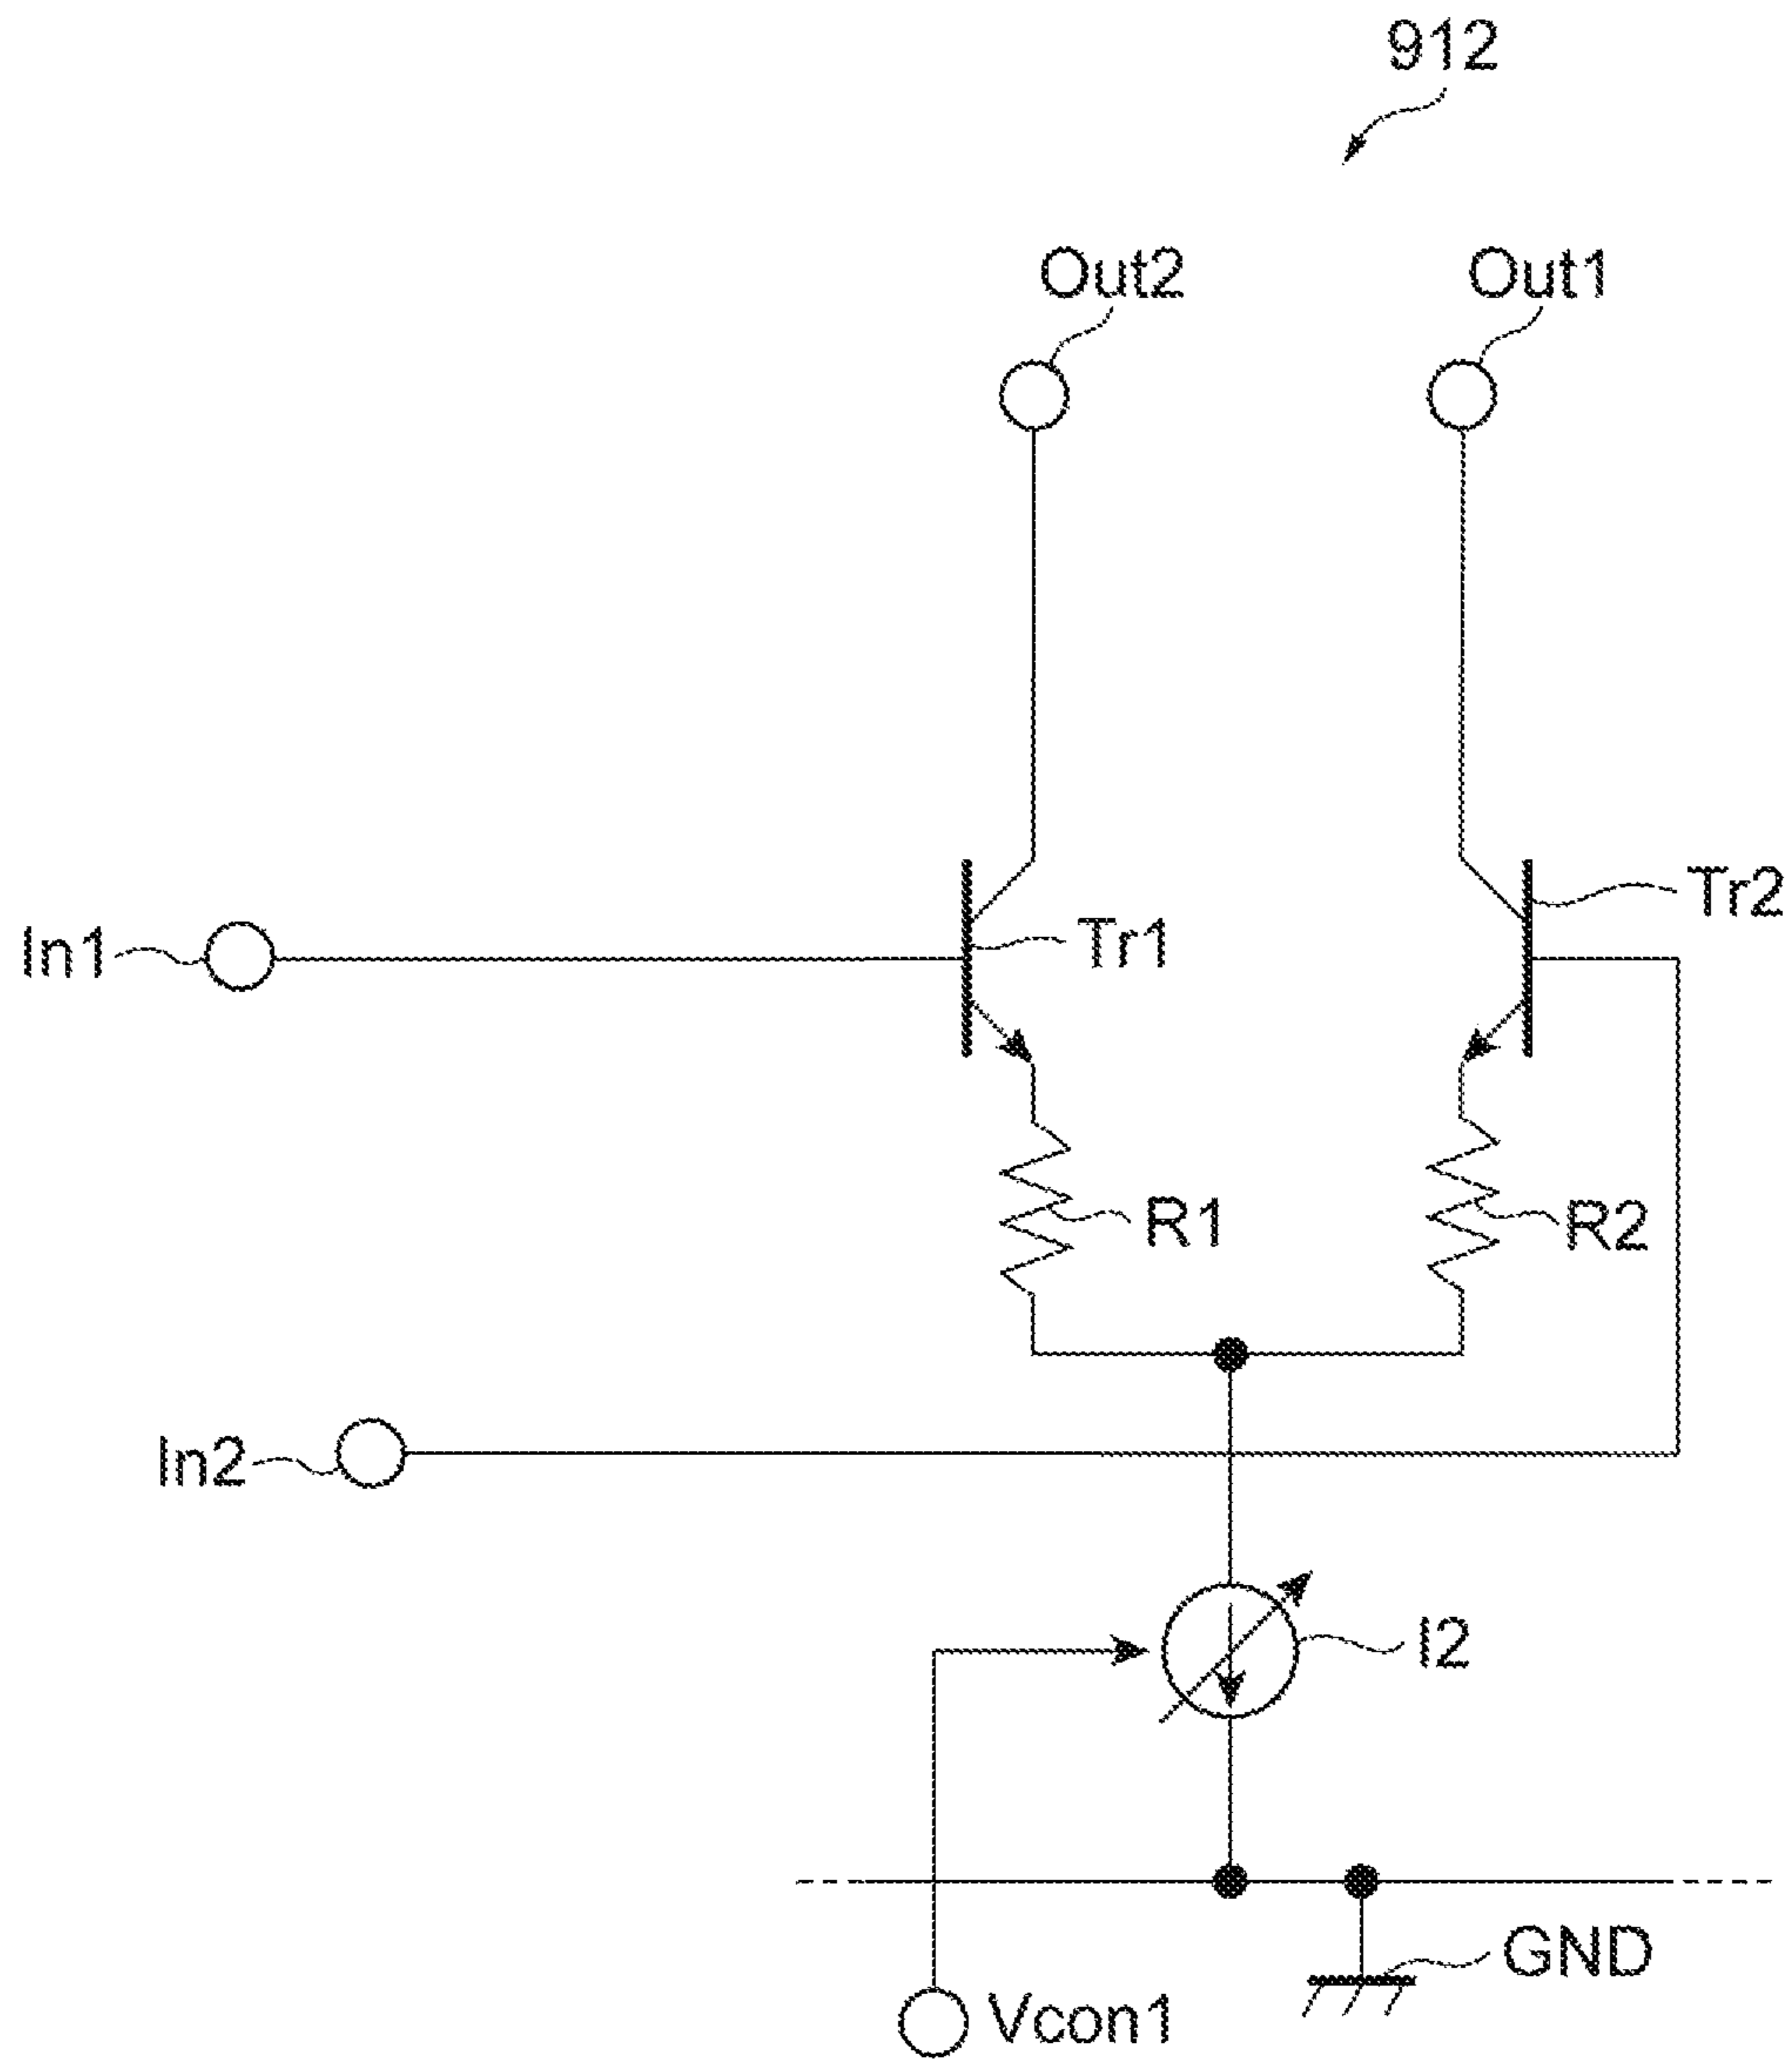 912
Out2
Out1
Tr2
Tr1
In1
R1
R2
In2
I2
GND
Vcon1